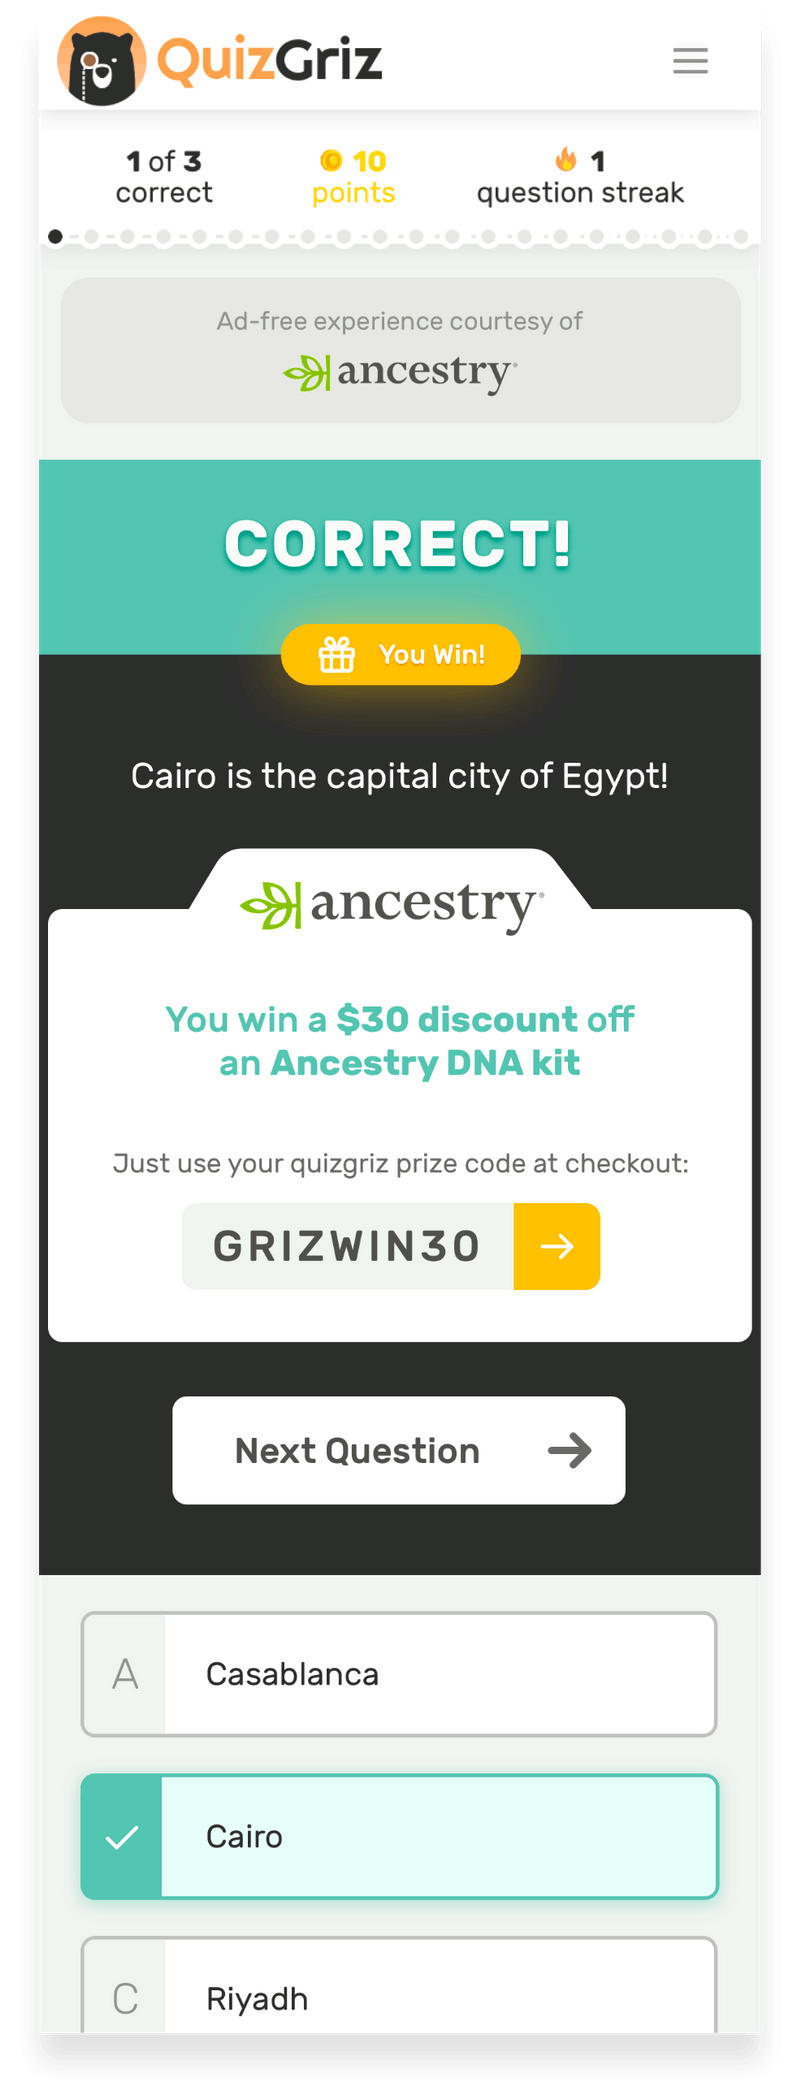 QuizGriz
1 of 3
correct
10
points
1
question streak
Ad-free experience courtesy of
ancestry
CORRECT!
You Win!
Cairo is the capital city of Egypt!
ancestry
You win a $30 discount off
an Ancestry DNA kit
Just use your quizgriz prize code at checkout:
GRIZWIN30
Next Question
A Casablanca
Cairo
C Riyadh